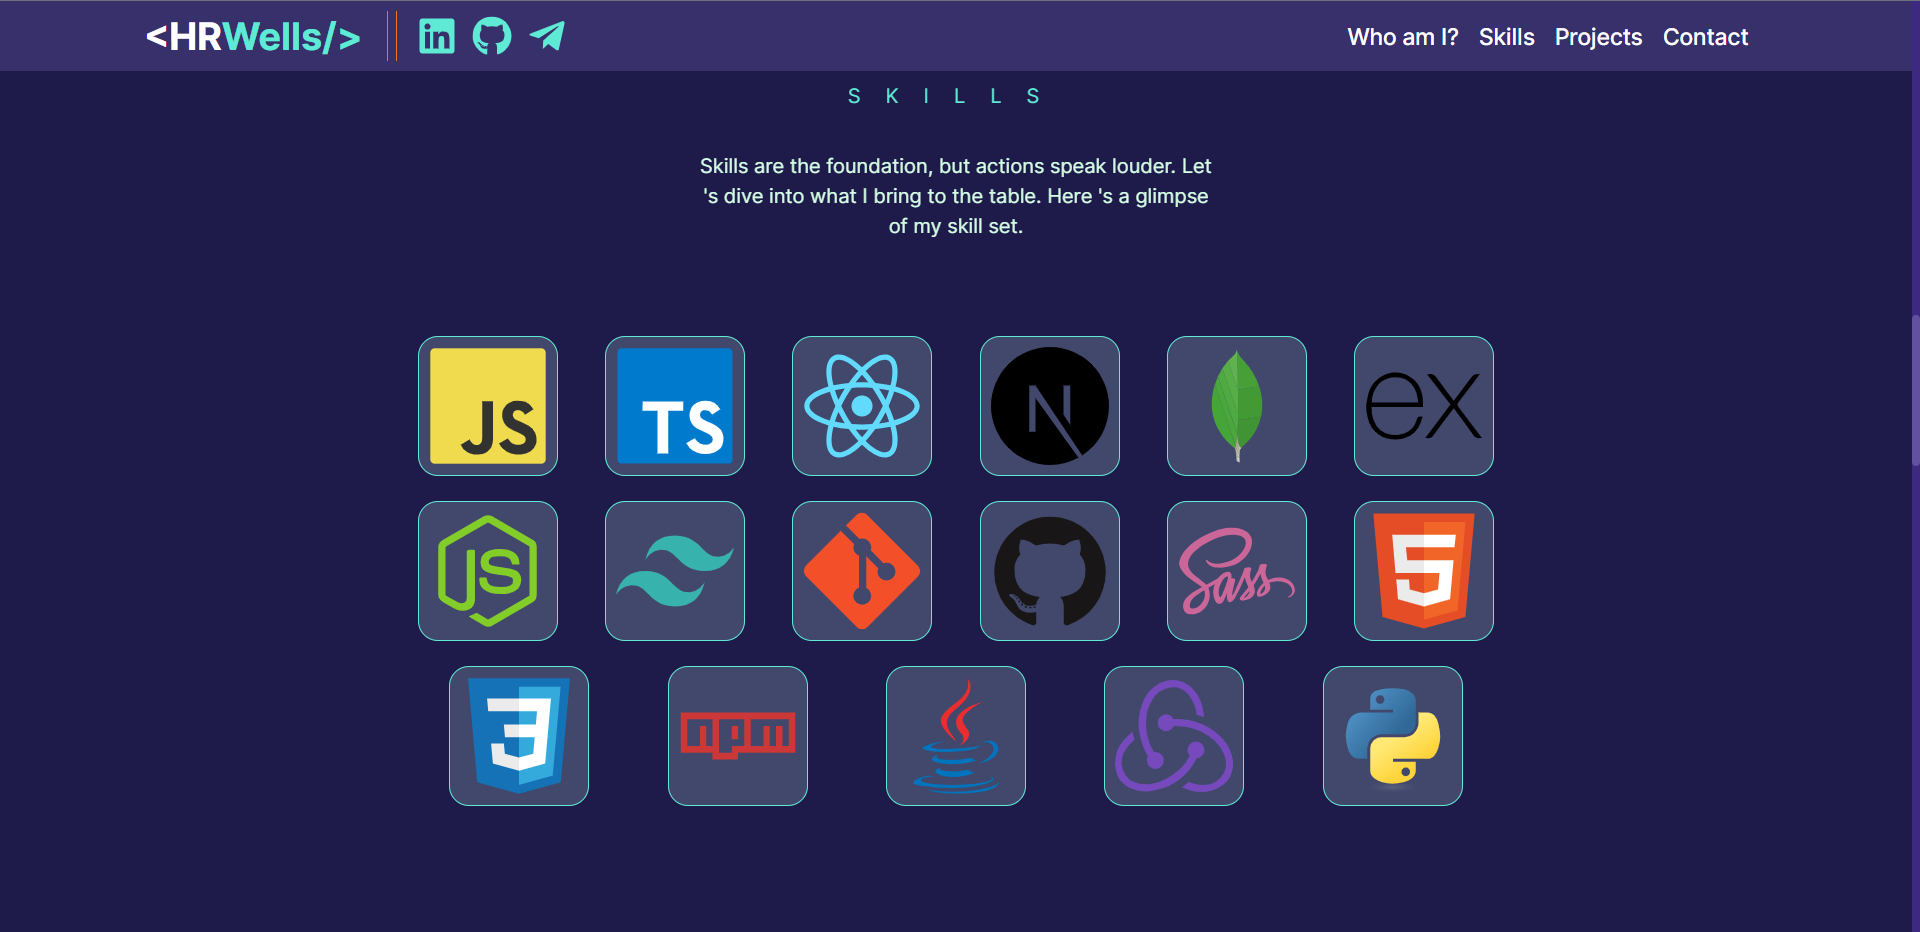 <HRWells/>
Who am I? Skills Projects Contact
S K I L L S
Skills are the foundation, but actions speak louder. Let
's dive into what I bring to the table. Here 's a glimpse
of my skill set.
JS
TS
N
ex
JS
Sass
5
3
npm